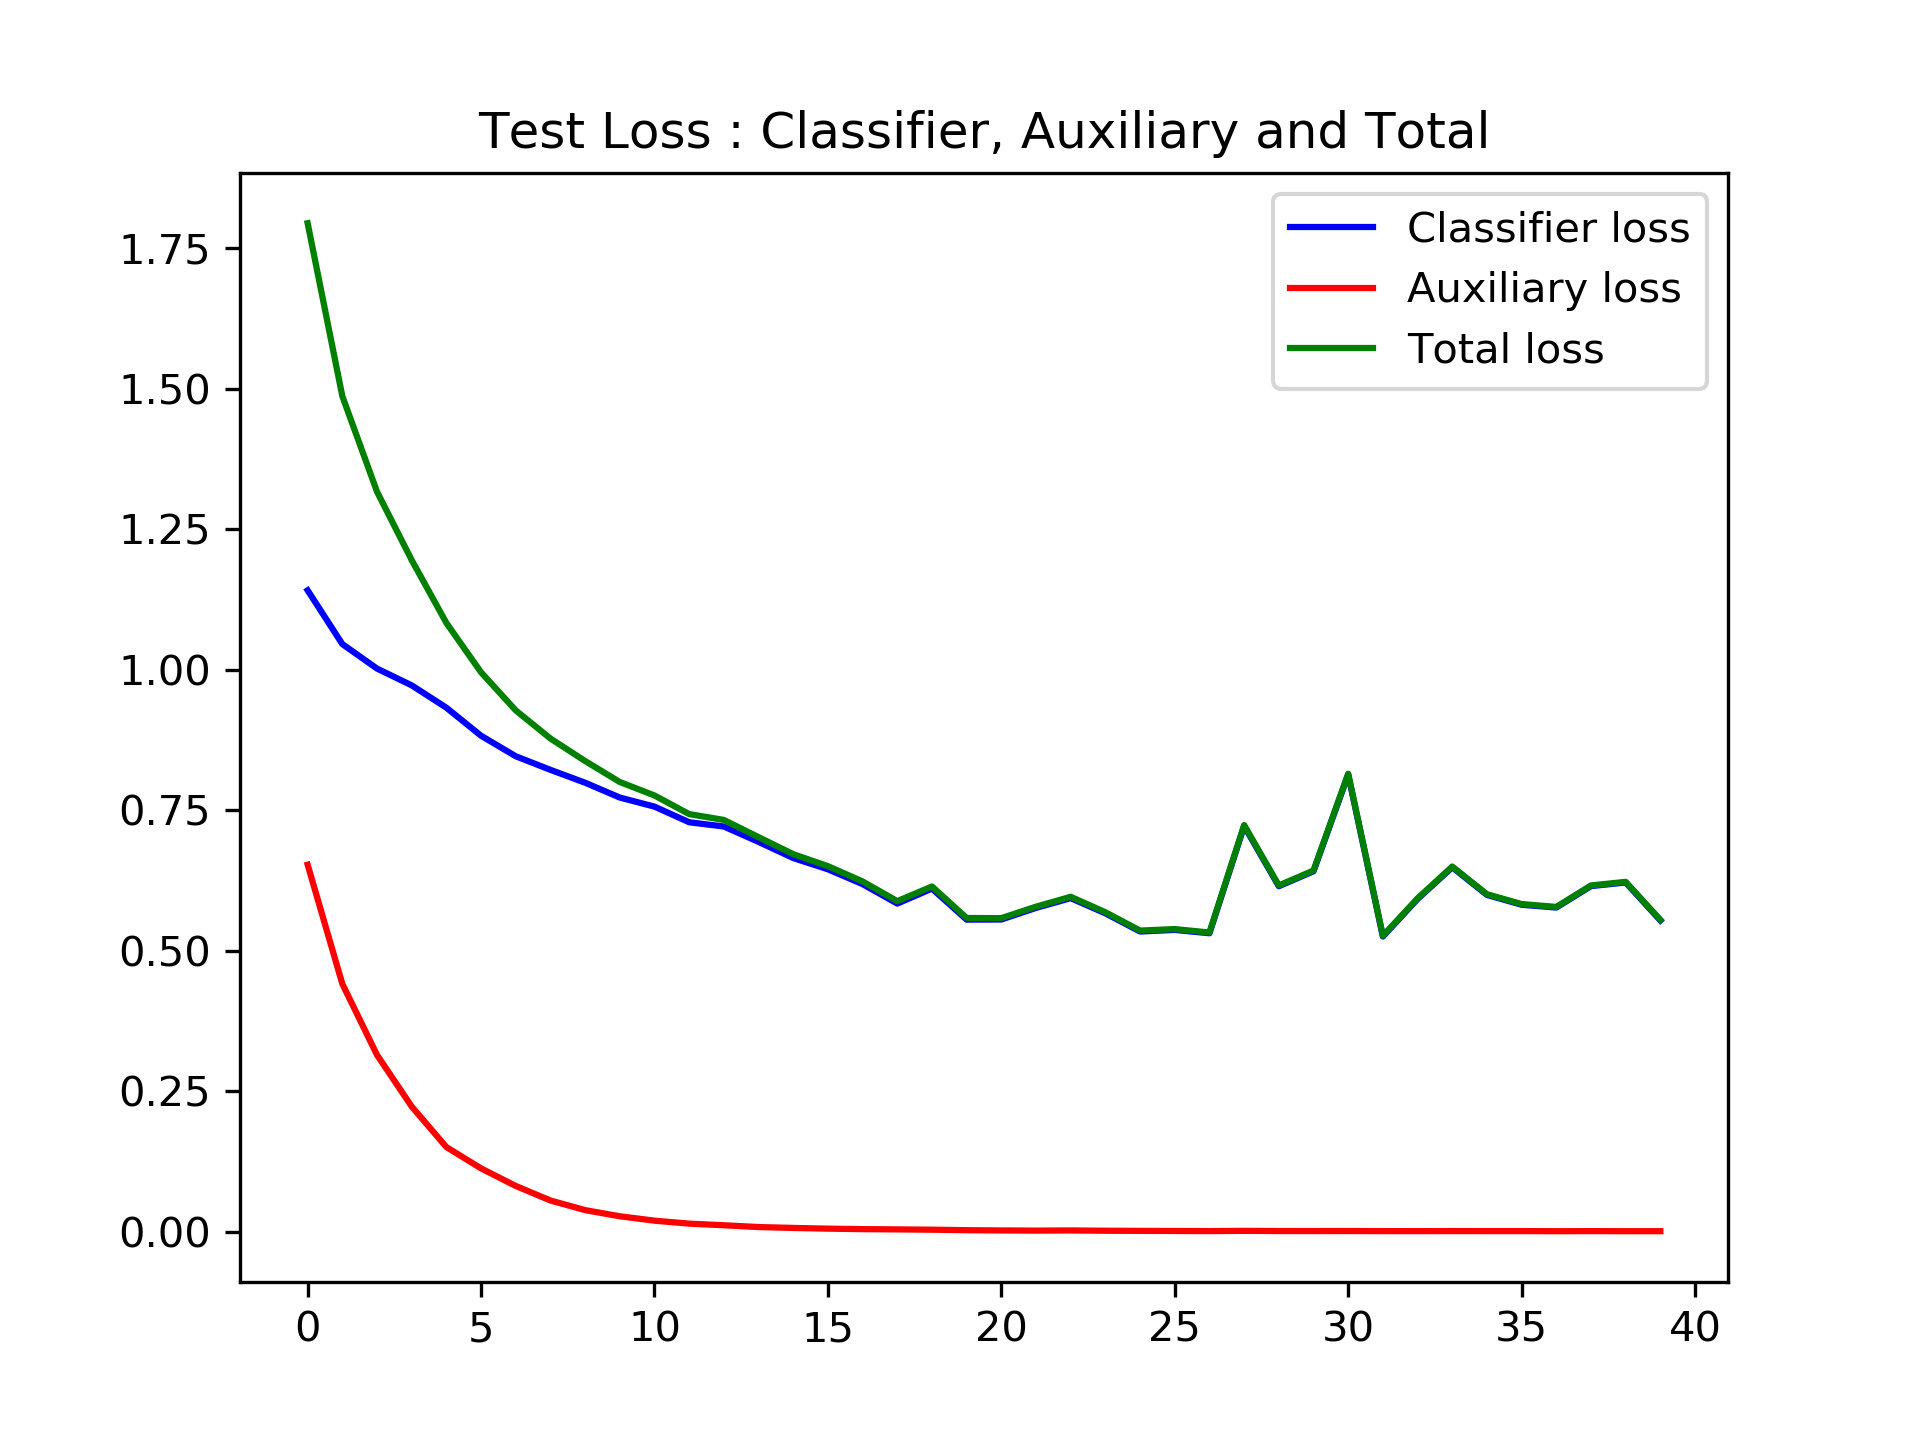 Test Loss : Classifier, Auxiliary and Total
Classifier loss
Auxiliary loss
Total loss
1.75
1.50
1.25
1.00
0.75
0.50
0.25
0.00
0 5 10 15 20 25 30 35 40